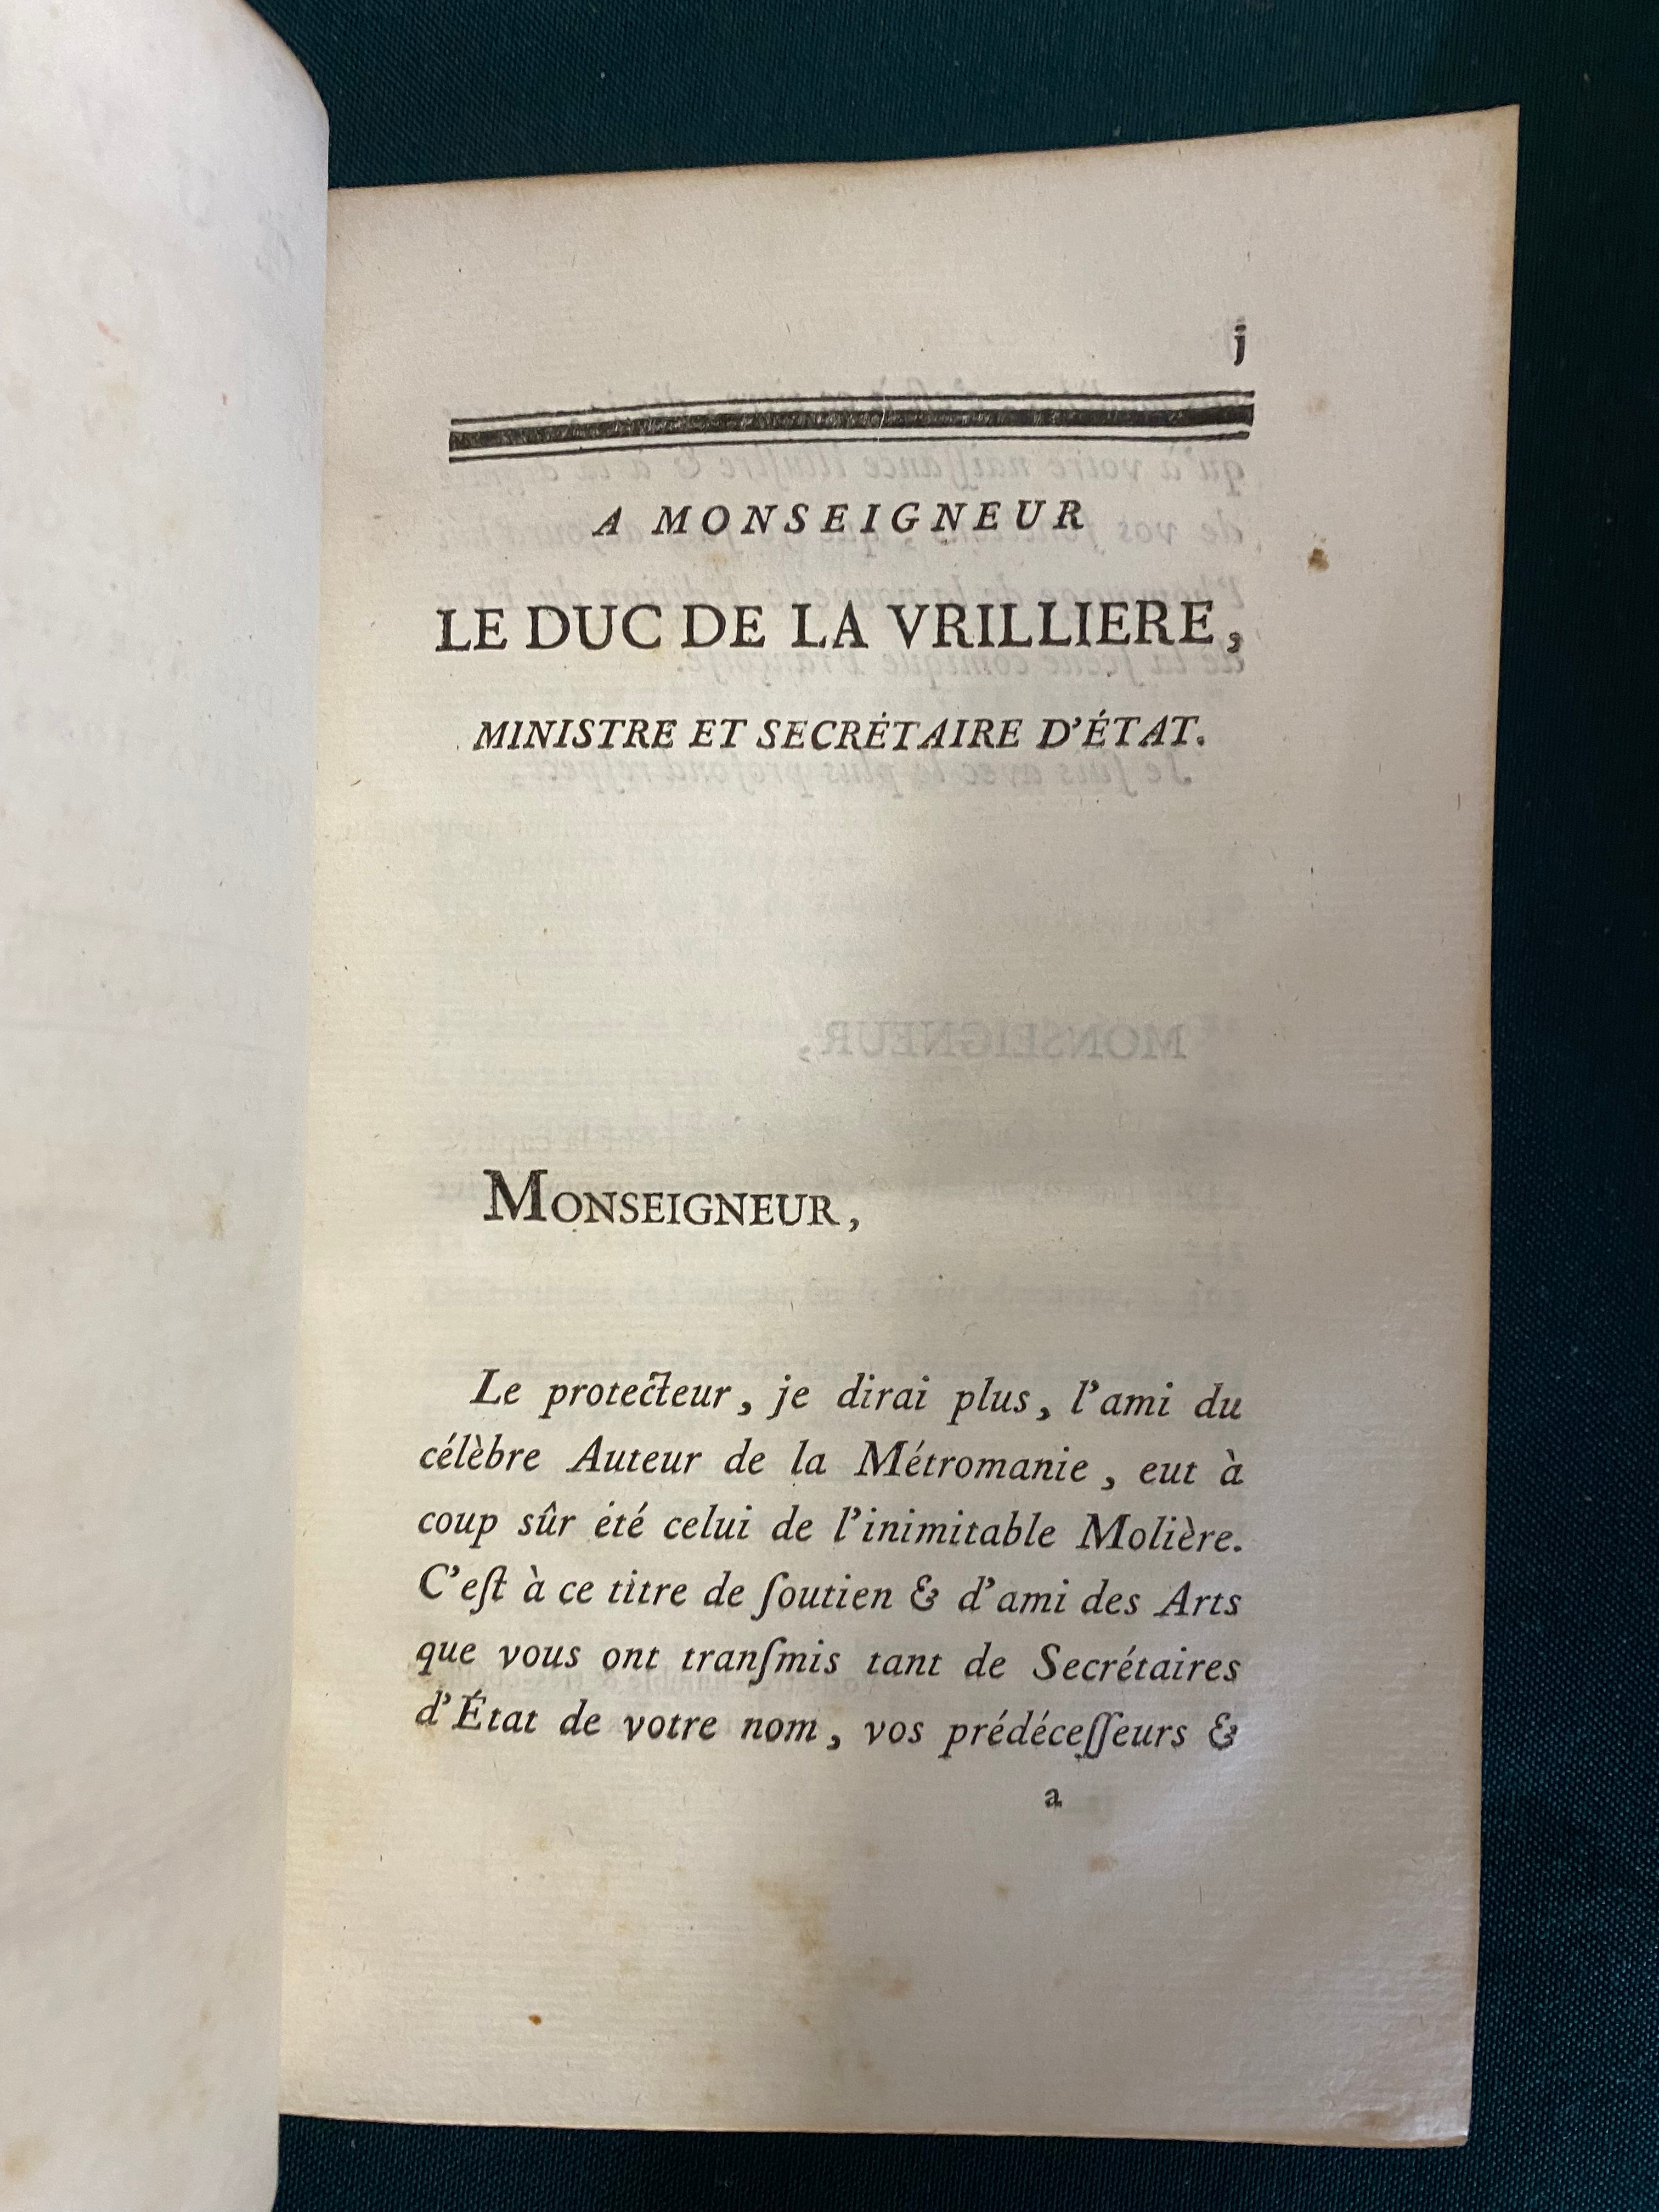 j
A MONSEIGNEUR
LE DUC DE LA VRILLIERE,
MINISTRE ET SECRÉTAIRE D'ÉTAT.
MONSEIGNEUR,
Le protecteur, je dirai plus, l'ami du
célèbre Auteur de la Métromanie, eut à
coup sûr été celui de l'inimitable Molière.
C'eſt à ce titre de ſoutien & d'ami des Arts
que vous ont tranſmis tant de Secrétaires
d'État de votre nom, vos prédéceſſeurs &
a